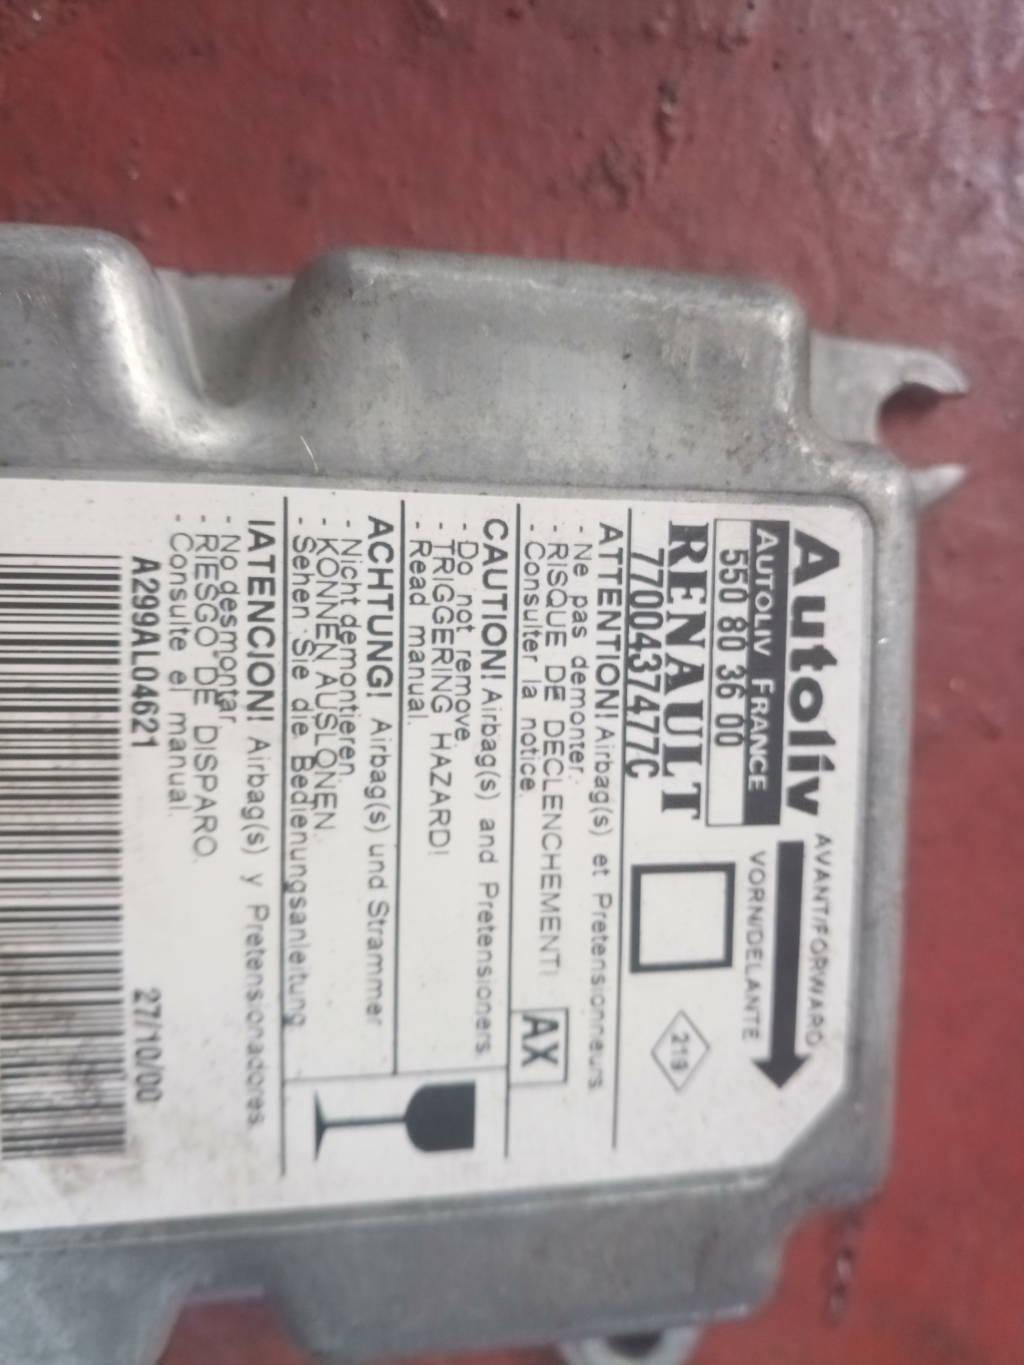 Autoliv
AUTOLIV FRANCE
550 80 36 00
AVANT/FORWARD
VORN/DELANTE
RENAULT
7700437477C
219
ATTENTION! Airbag(s) et Pretensionneurs.
- Ne pas demonter.
- RISQUE DE DECLENCHEMENT!
- Consulter la notice.
AX
CAUTION! Airbag(s) and Pretensioners.
- Do not remove.
- TRIGGERING HAZARD!
- Read manual.
ACHTUNG! Airbag(s) und Strammer
- Nicht demontieren.
- KONNEN AUSLONEN.
- Sehen Sie die Bedienungsanleitung
!ATENCION! Airbag(s) y Pretensionadores.
- No desmontar.
- RIESGO DE DISPARO.
- Consulte el manual.
A299AL04621
27/10/00